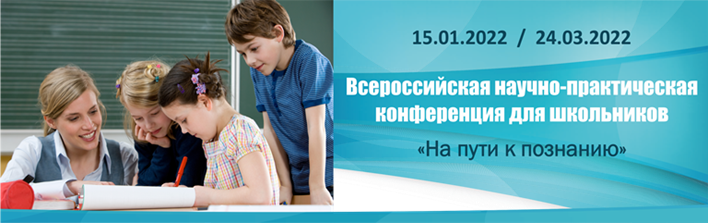 15.01.2022 / 24.03.2022
Всероссийская научно-практическая
конференция для школьников
«На пути к познанию»